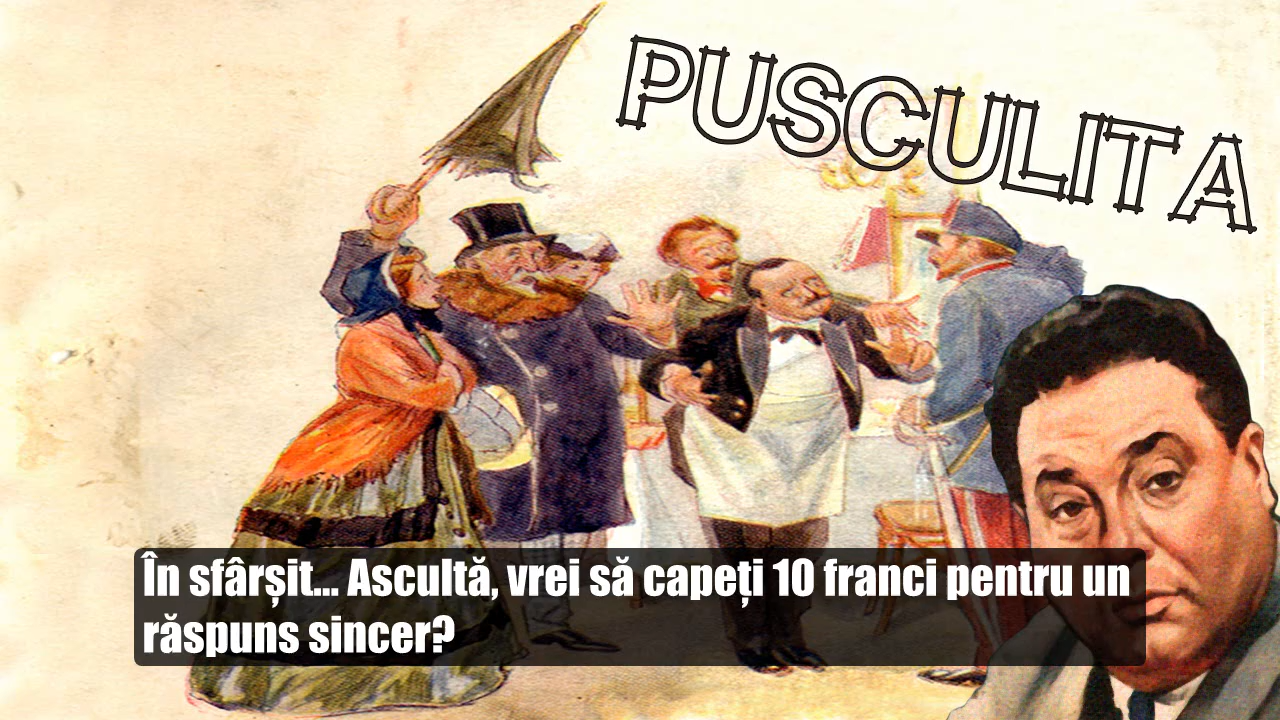 PUSCULITA
În sfârșit... Ascultă, vrei să capeți 10 franci pentru un
răspuns sincer?